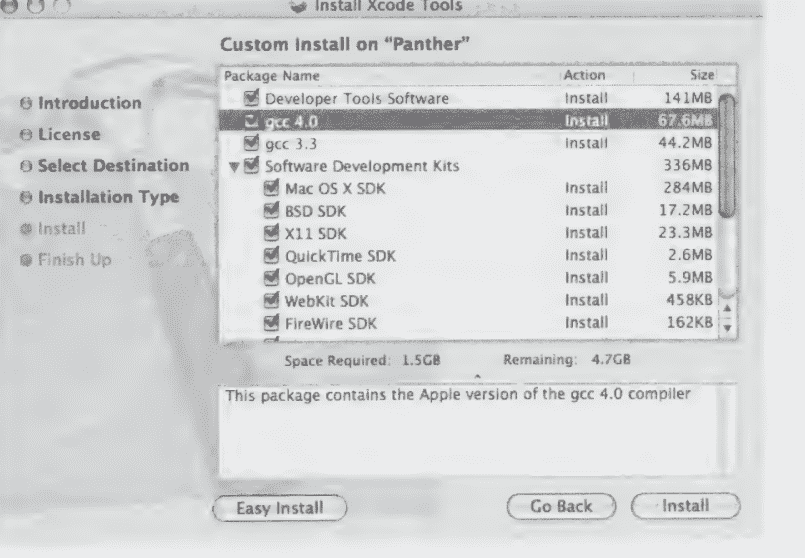 Install Xcode Tools
Custom Install on "Panther"
Package Name Action Size
Developer Tools Software Install 141MB
gcc 4.0 Install 67.6MB
gcc 3.3 Install 44.2MB
Software Development Kits 336MB
Mac OS X SDK Install 284MB
BSD SDK Install 17.2MB
X11 SDK Install 23.3MB
QuickTime SDK Install 2.6MB
OpenGL SDK Install 5.9MB
WebKit SDK Install 458KB
FireWire SDK Install 162KB
Introduction
License
Select Destination
Installation Type
Install
Finish Up
Space Required: 1.5GB Remaining: 4.7GB
This package contains the Apple version of the gcc 4.0 compiler
Easy Install
Go Back
Install